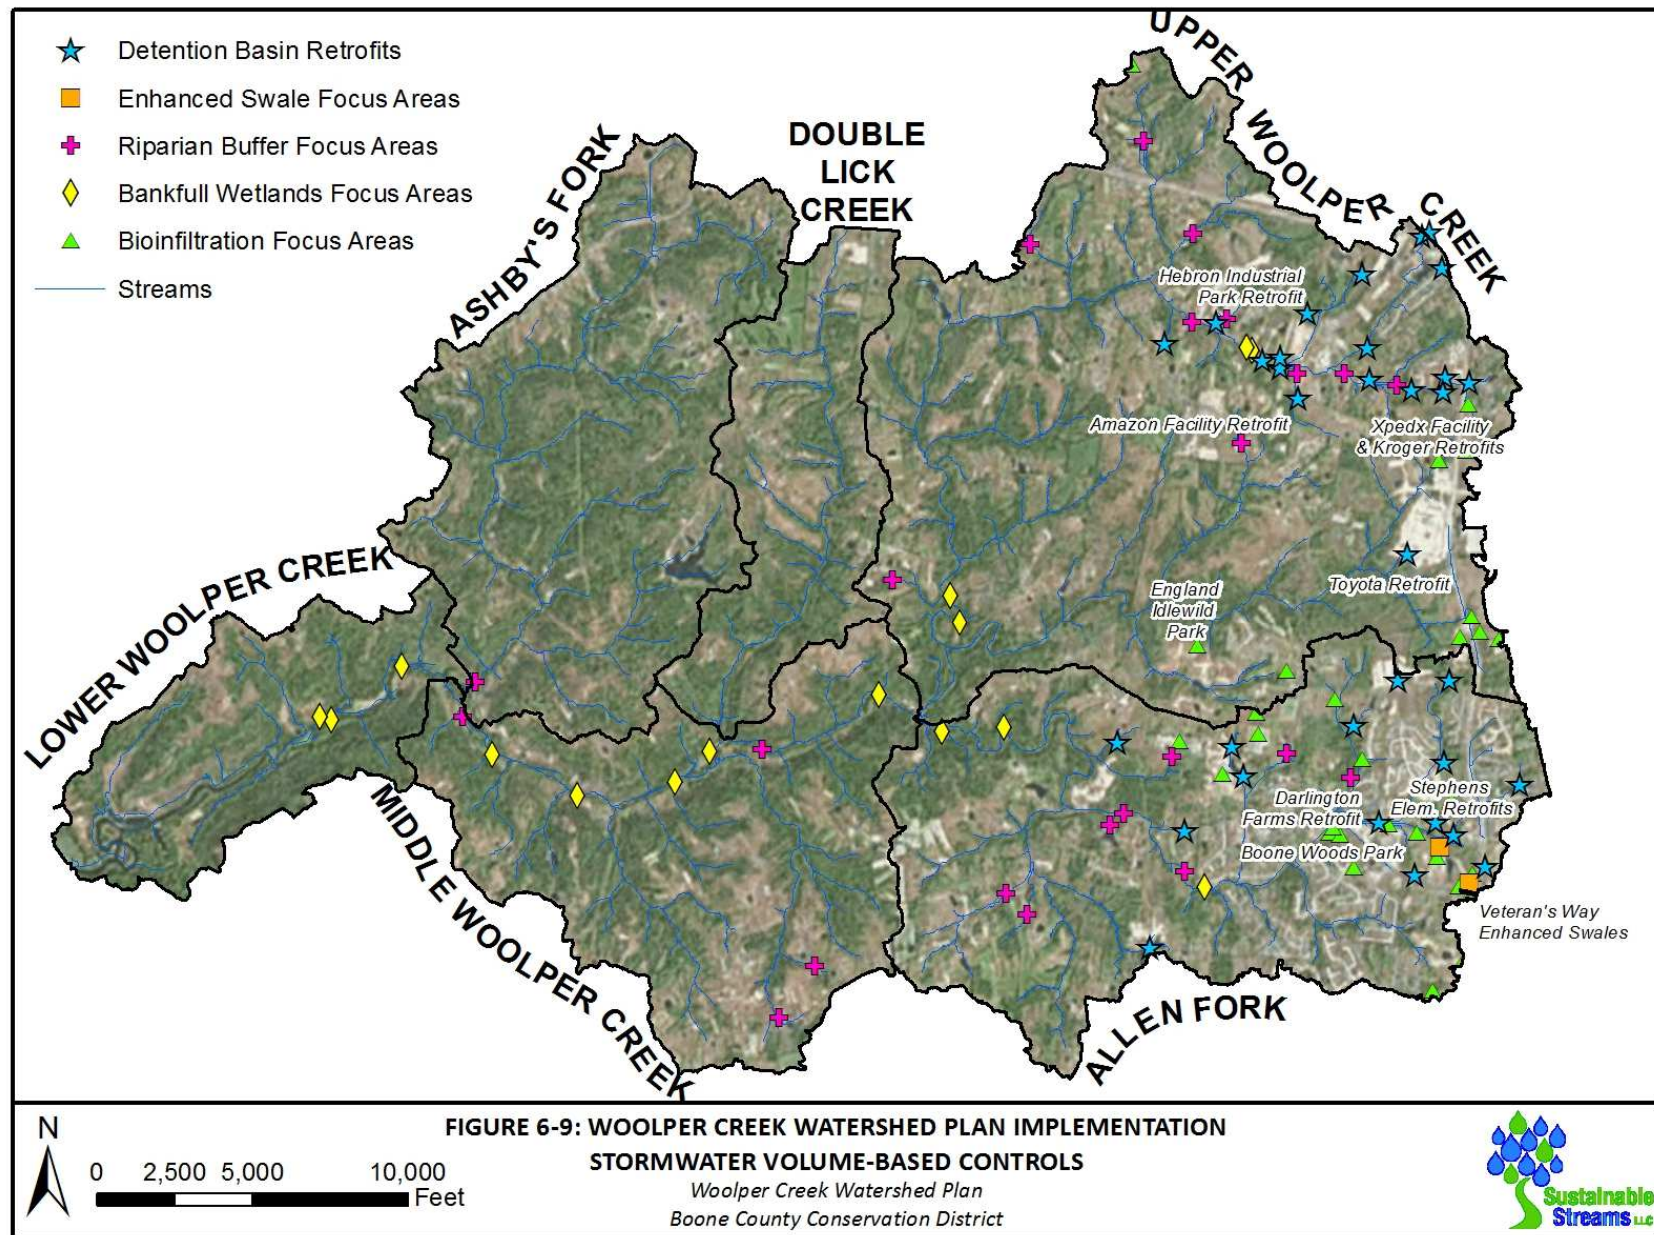 Detention Basin Retrofits
Enhanced Swale Focus Areas
Riparian Buffer Focus Areas
Bankfull Wetlands Focus Areas
Bioinfiltration Focus Areas
Streams
UPPER WOOLPER CREEK
DOUBLE
LICK
CREEK
ASHBY'S FORK
LOWER WOOLPER CREEK
MIDDLE WOOLPER CREEK
ALLEN FORK
Hebron Industrial
Park Retrofit
Amazon Facility Retrofit
Xpedx Facility
& Kroger Retrofits
Toyota Retrofit
England
Idlewild
Park
Stephens
Elem. Retrofits
Darlington
Farms Retrofit
Boone Woods Park
Veteran's Way
Enhanced Swales
N
0 2,500 5,000 10,000
Feet
FIGURE 6-9: WOOLPER CREEK WATERSHED PLAN IMPLEMENTATION
STORMWATER VOLUME-BASED CONTROLS
Woolper Creek Watershed Plan
Boone County Conservation District
Sustainable
Streams LLC